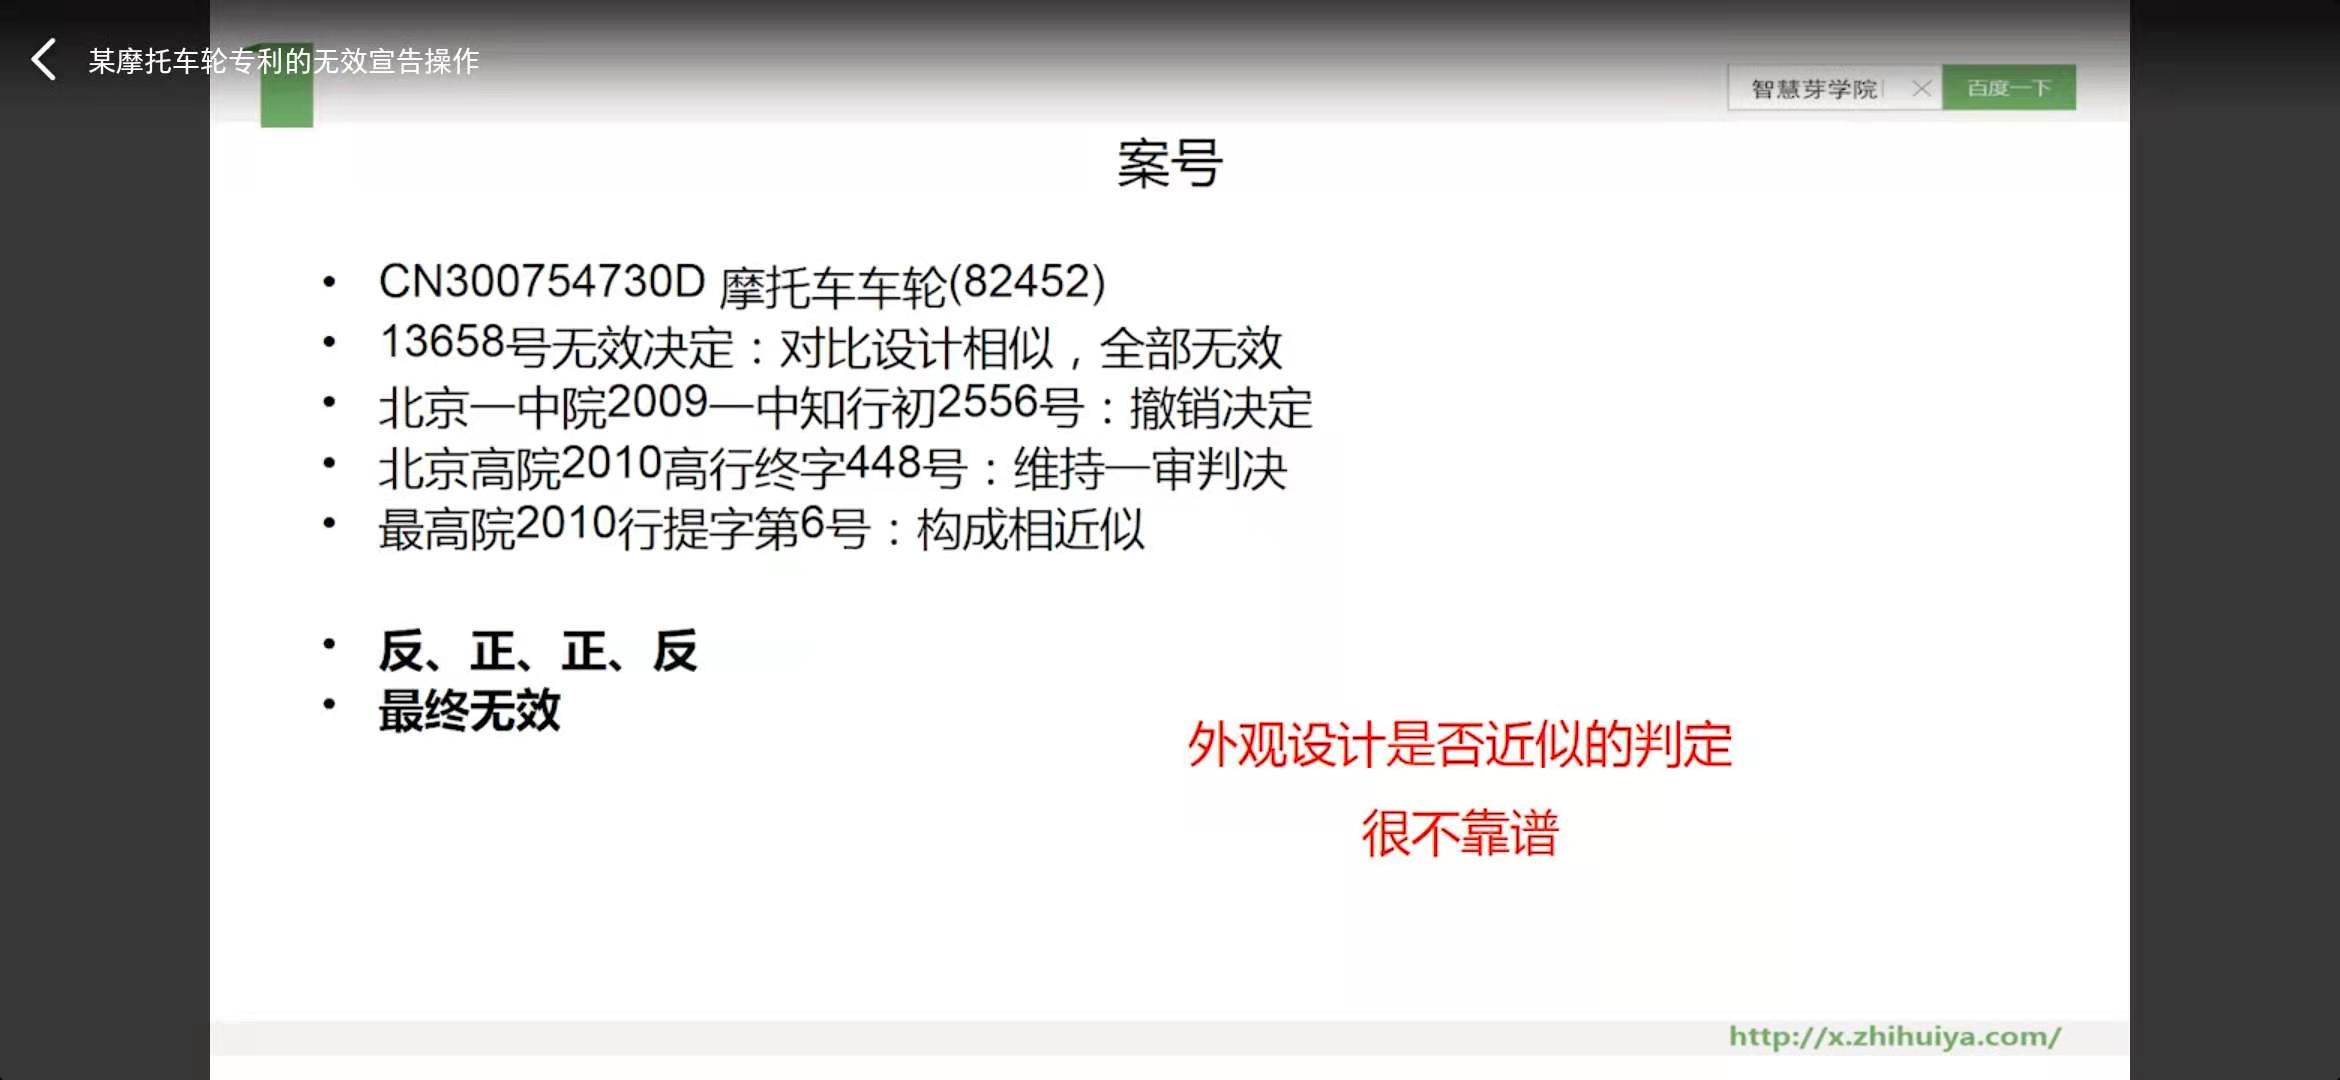 某摩托车轮专利的无效宣告操作
智慧芽学院
百度一下
案号
• CN300754730D 摩托车车轮(82452)
• 13658号无效决定：对比设计相似，全部无效
• 北京一中院2009一中知行初2556号：撤销决定
• 北京高院2010高行终字448号：维持一审判决
• 最高院2010行提字第6号：构成相近似
• 反、正、正、反
• 最终无效
外观设计是否近似的判定
很不靠谱
http://x.zhihuiya.com/